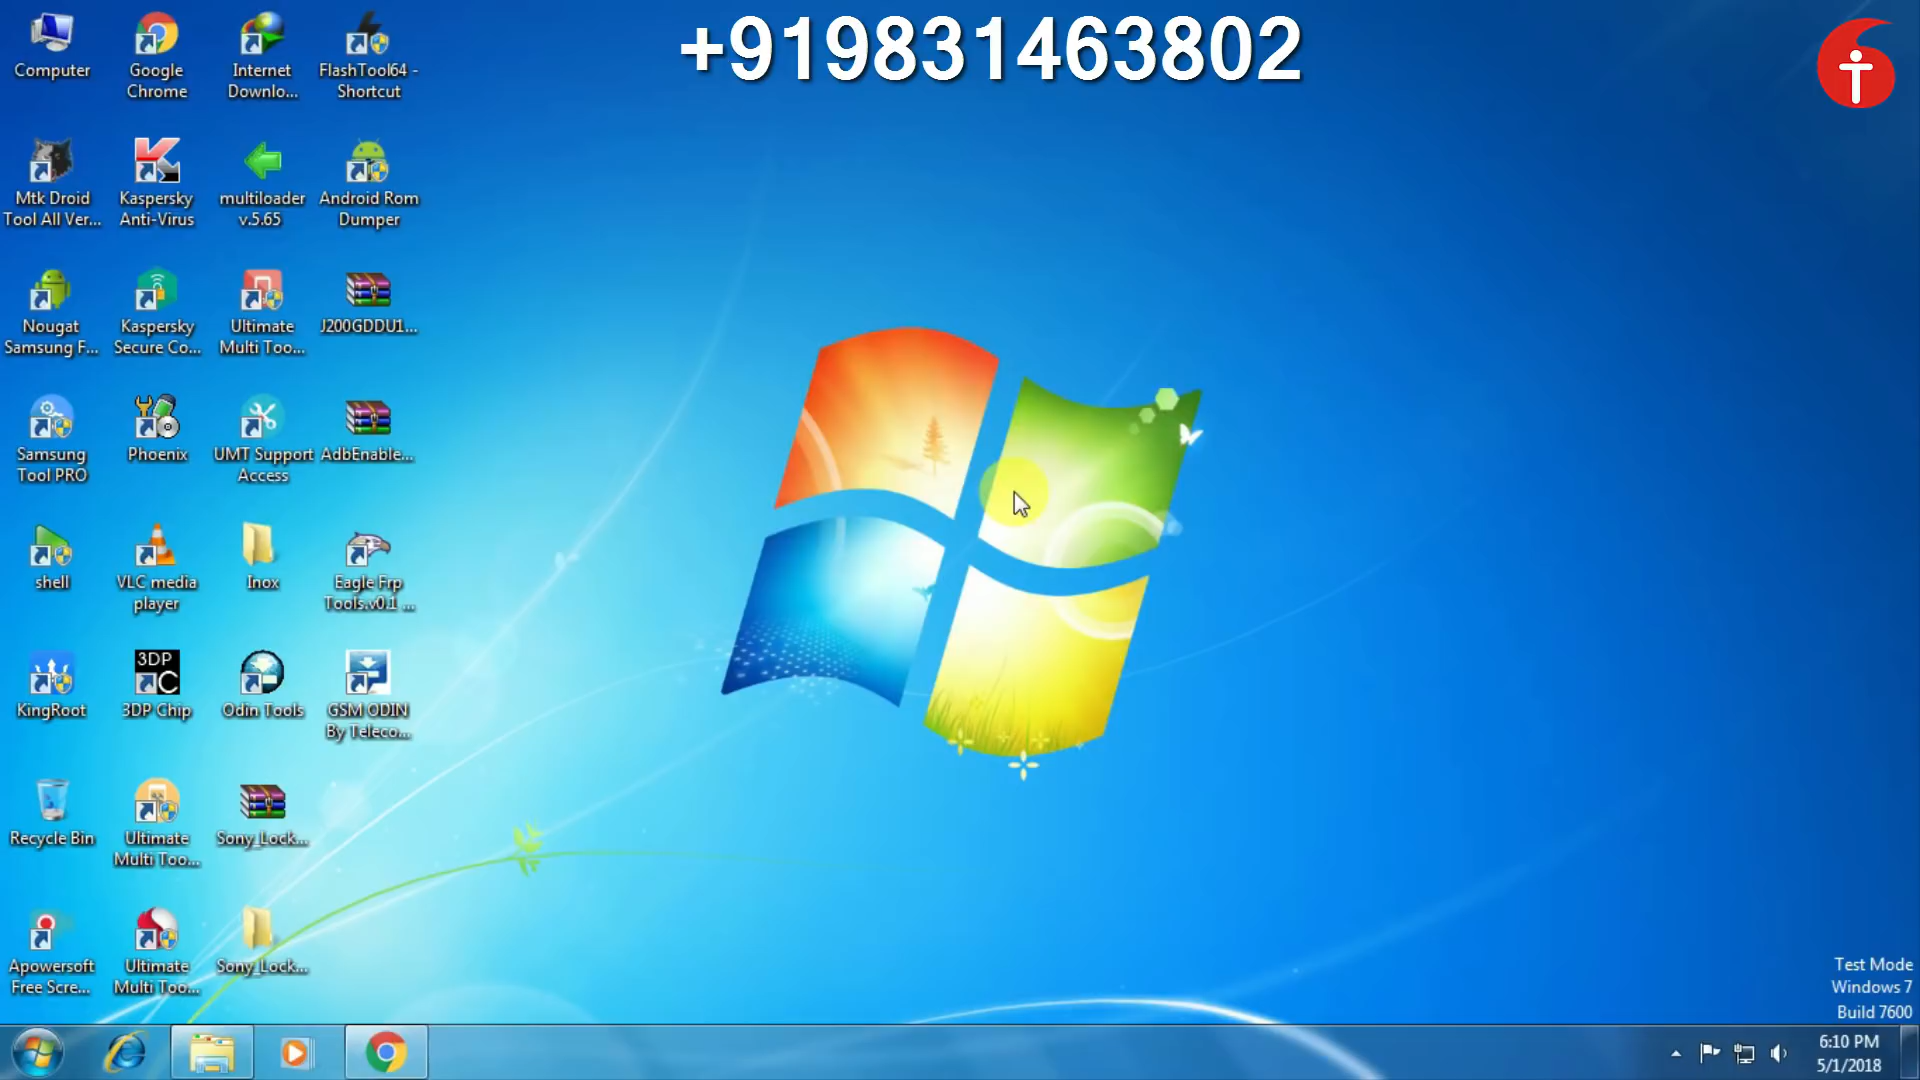 +919831463802
Computer
Google
Chrome
Internet
Downlo...
FlashTool64 -
Shortcut
Mtk Droid
Tool All Ver...
Kaspersky
Anti-Virus
multiloader
v.5.65
Android Rom
Dumper
Nougat
Samsung F...
Kaspersky
Secure Co...
Ultimate
Multi Too...
J200GDDU1...
Samsung
Tool PRO
Phoenix
UMT Support
Access
AdbEnable...
shell
VLC media
player
Inox
Eagle Frp
Tools.v0.1 ...
KingRoot
3DP
C
3DP Chip
Odin Tools
GSM ODIN
By Teleco...
Recycle Bin
Ultimate
Multi Too...
Sony_Lock...
Apowersoft
Free Scre...
Ultimate
Multi Too...
Sony_Lock...
Test Mode
Windows 7
Build 7600
6:10 PM
5/1/2018